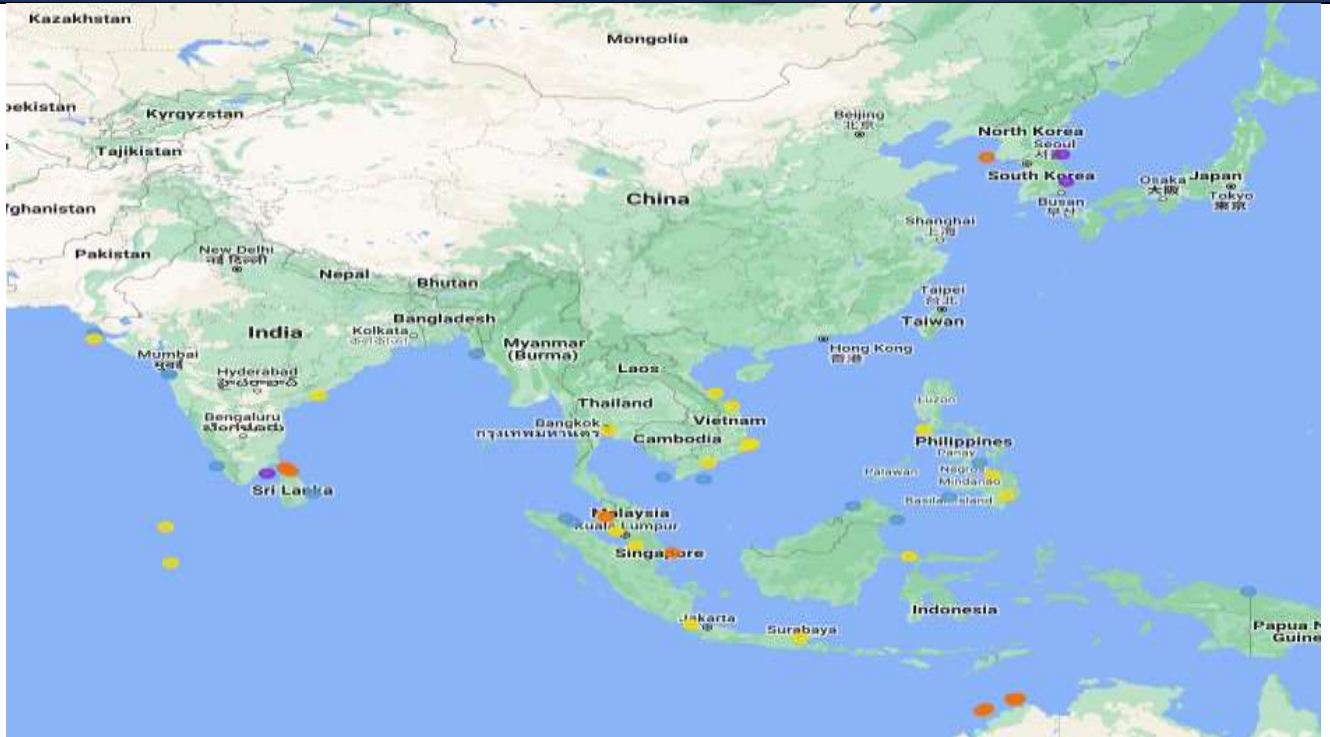 Kazakhstan
Mongolia
bekistan
Kyrgyzstan
Beijing
北京
North Korea
Seoul
Tajikistan
South Korea
Osaka
大阪
Japan
Tokyo
東京
Busan
부산
China
fghanistan
Shanghai
上海
Pakistan
New Delhi
नई दिल्ली
Nepal
Bhutan
Taipei
台北
Taiwan
India
Kolkata
Bangladesh
Myanmar
(Burma)
Hong Kong
香港
Mumbai
मुंबई
Hyderabad
Laos
Thailand
Luzon
Bengaluru
ಬೆಂಗಳೂರು
Bangkok
กรุงเทพมหานคร
Vietnam
Cambodia
Philippines
Panay
Palawan
Negros
Mindanao
Basilan Island
Sri Lanka
Malaysia
Kuala Lumpur
Singapore
Indonesia
Jakarta
Surabaya
Papua N
Guine